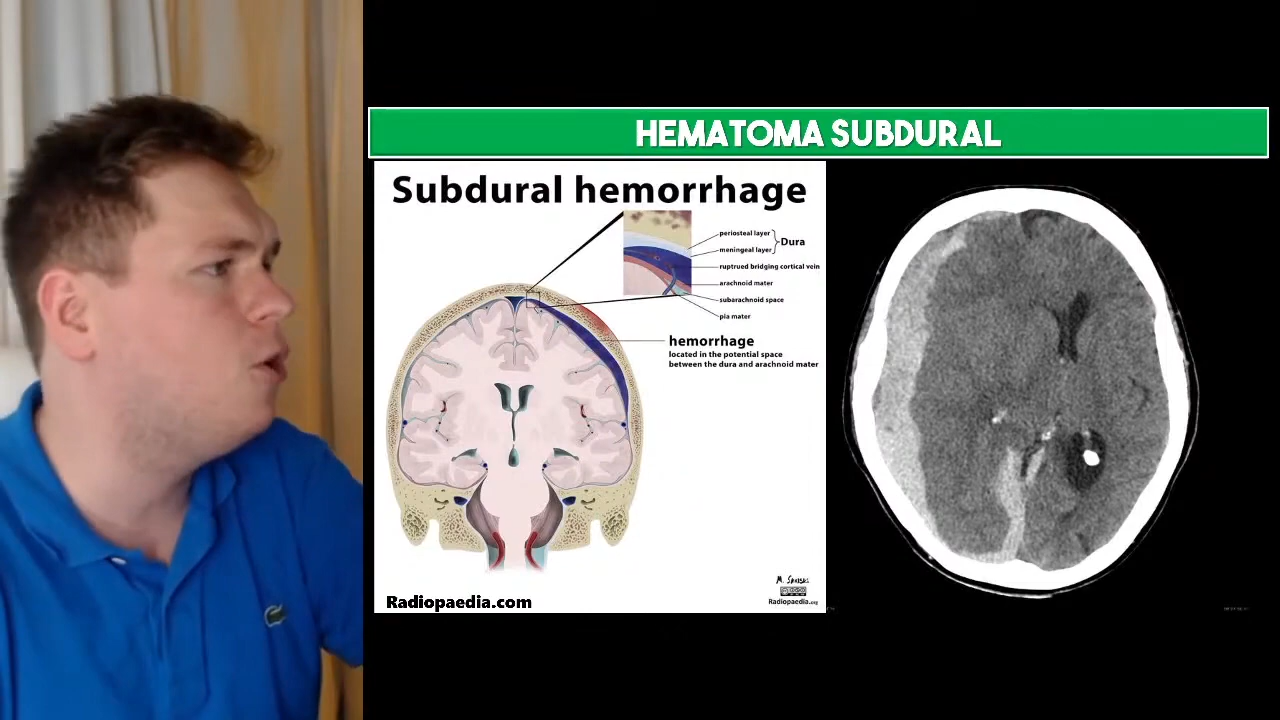 HEMATOMA SUBDURAL
Subdural hemorrhage
periosteal layer
meningeal layer
Dura
ruptrued bridging cortical vein
arachnoid mater
subarachnoid space
pia mater
hemorrhage
located in the potential space
between the dura and arachnoid mater
Radiopaedia.com
Radiopaedia.org